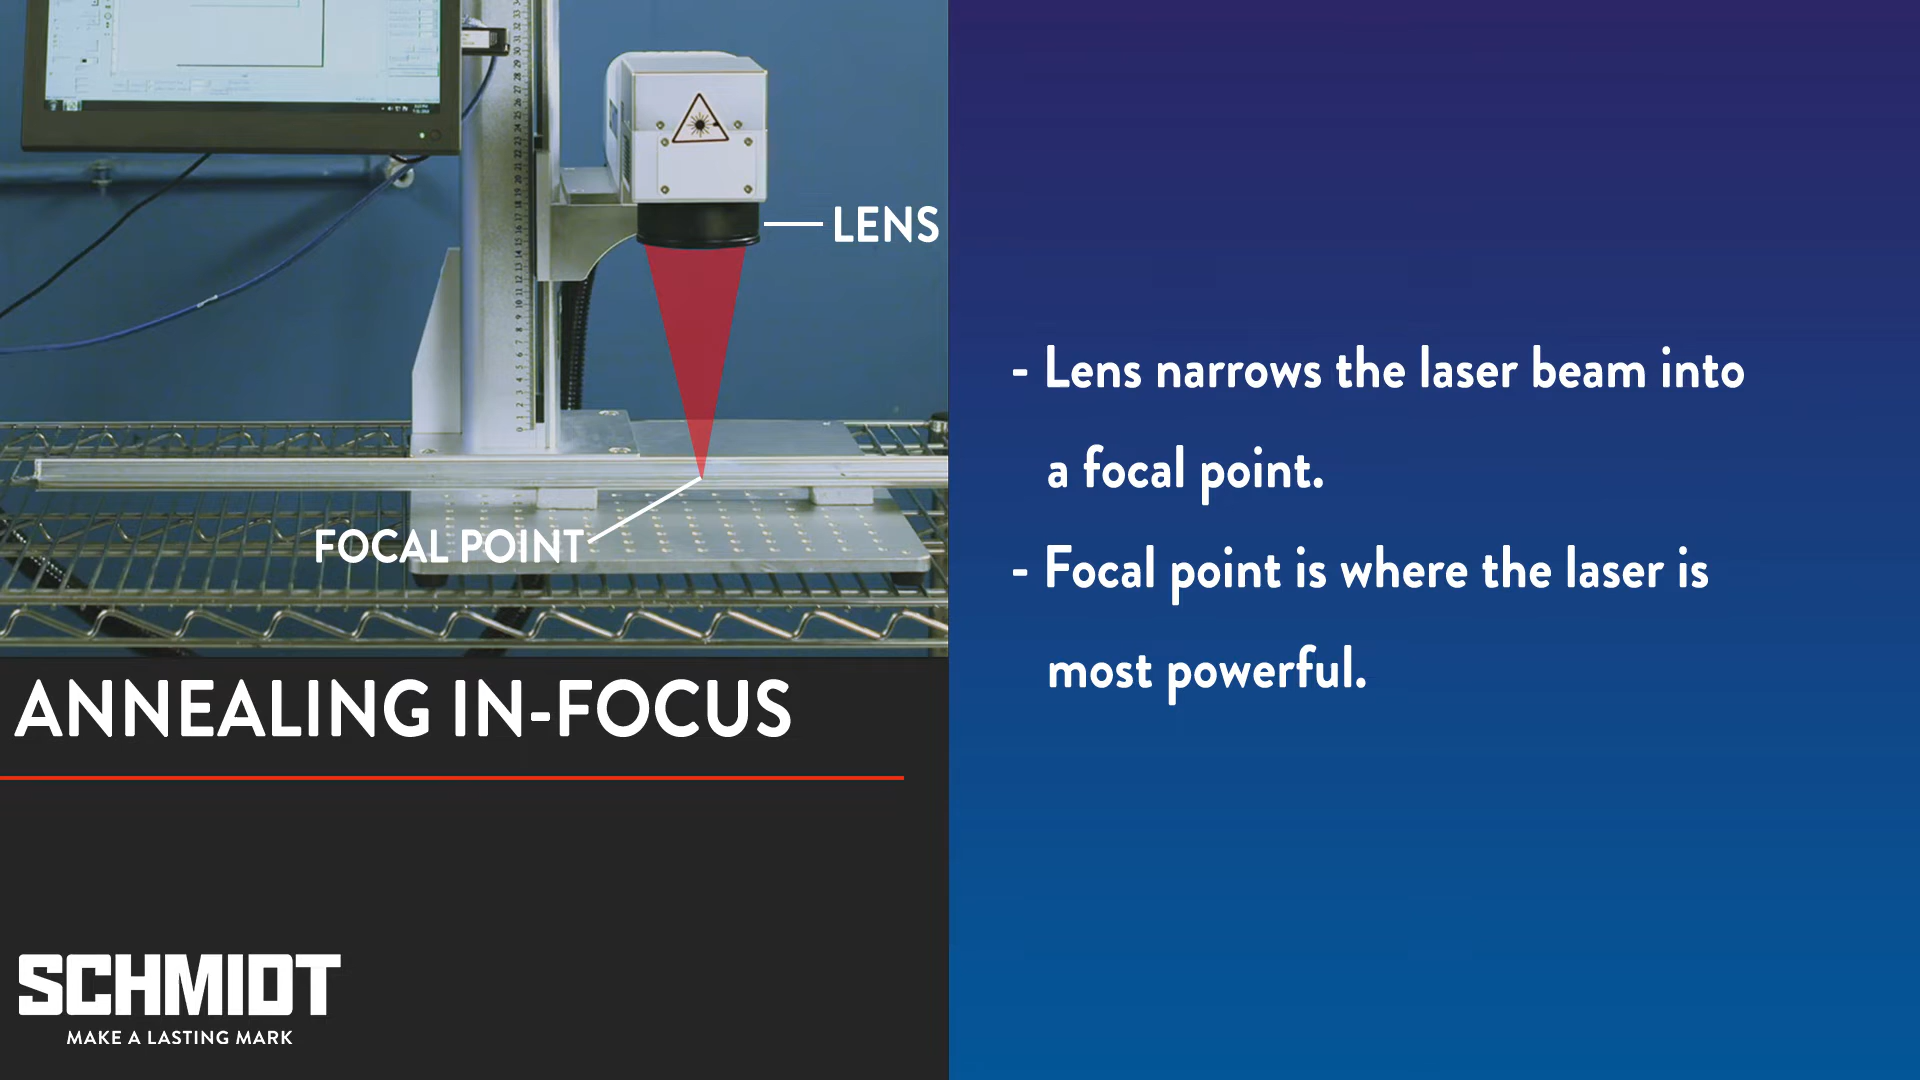 LENS
FOCAL POINT
ANNEALING IN-FOCUS
SCHMIDT
MAKE A LASTING MARK
- Lens narrows the laser beam into
a focal point.
- Focal point is where the laser is
most powerful.